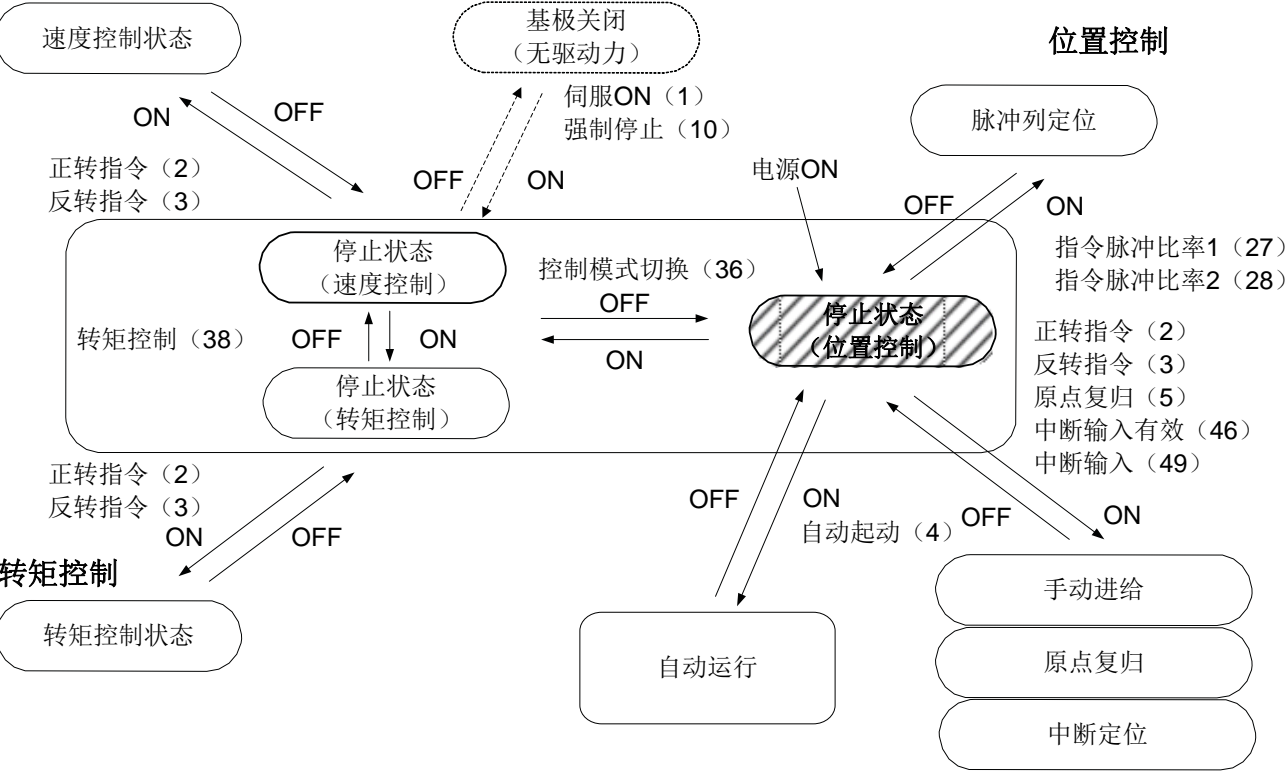 速度控制状态
基极关闭
（无驱动力）
位置控制
伺服ON（1）
强制停止（10）
脉冲列定位
ON
OFF
正转指令（2）
反转指令（3）
OFF
ON
电源ON
OFF
ON
指令脉冲比率1（27）
指令脉冲比率2（28）
停止状态
（速度控制）
控制模式切换（36）
OFF
ON
停止状态
（位置控制）
转矩控制（38）
OFF
ON
停止状态
（转矩控制）
正转指令（2）
反转指令（3）
原点复归（5）
中断输入有效（46）
中断输入（49）
正转指令（2）
反转指令（3）
ON
OFF
OFF
ON
自动起动（4）
OFF
ON
转矩控制
转矩控制状态
自动运行
手动进给
原点复归
中断定位